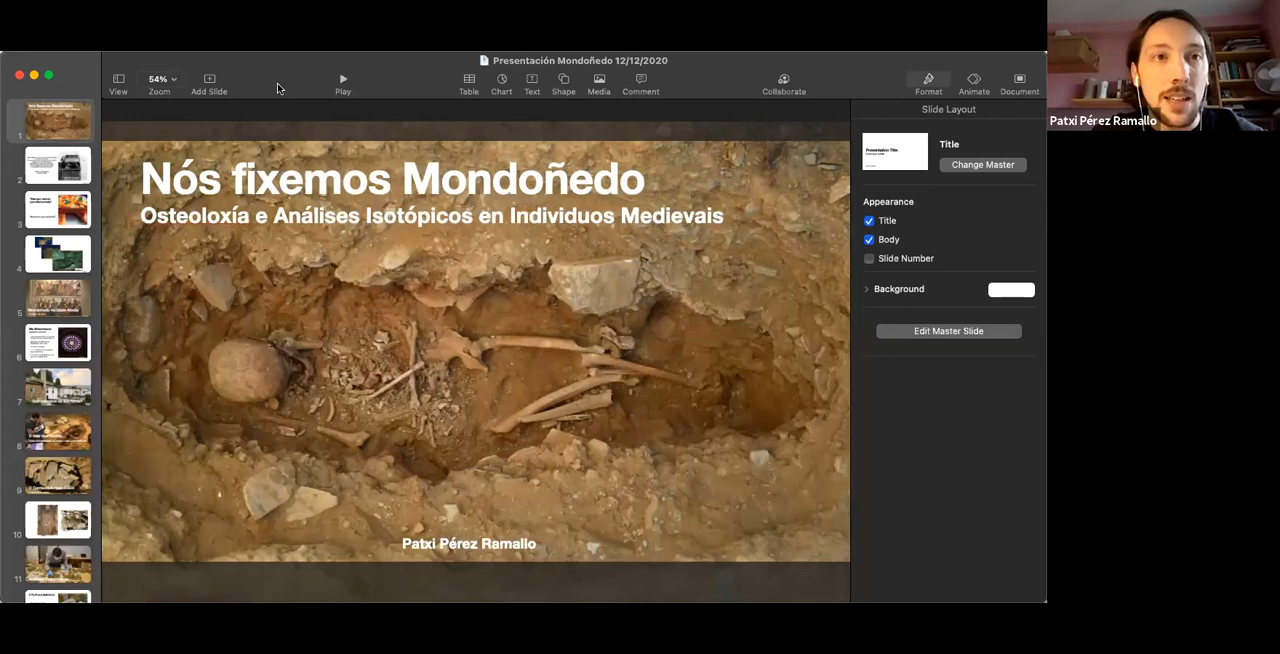 Presentación Mondoñedo 12/12/2020
54%
View
Zoom
Add Slide
Play
Table
Chart
Text
Shape
Media
Comment
Collaborate
Format
Animate
Document
Patxi Pérez Ramallo
1
2
3
4
5
6
7
8
9
10
11
Nós fixemos Mondoñedo
Osteoloxía e Análises Isotópicos en Individuos Medievais
Patxi Pérez Ramallo
Slide Layout
Title
Change Master
Appearance
Title
Body
Slide Number
Background
Edit Master Slide